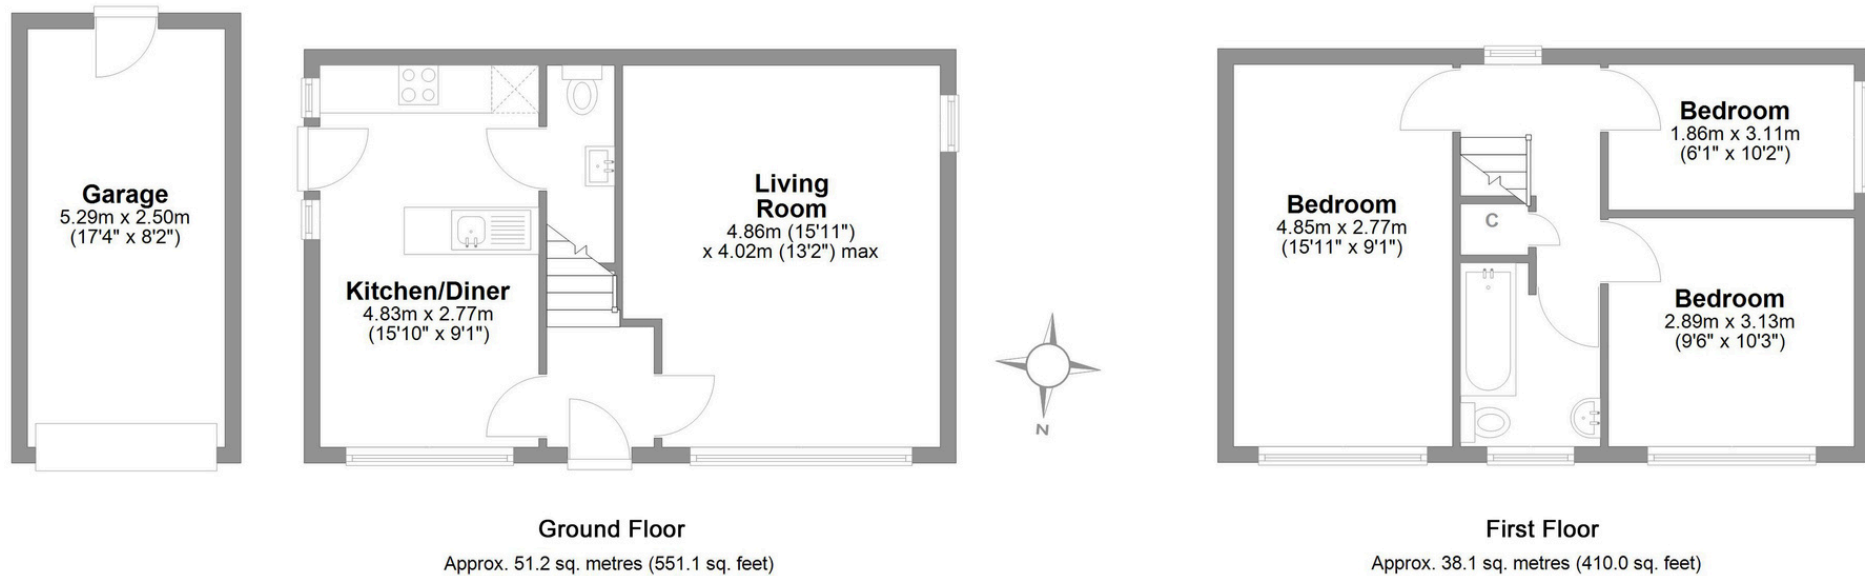 Garage
5.29m x 2.50m
(17'4" x 8'2")
Kitchen/Diner
4.83m x 2.77m
(15'10" x 9'1")
Living
Room
4.86m (15'11")
x 4.02m (13'2") max
N
Bedroom
4.85m x 2.77m
(15'11" x 9'1")
C
Bedroom
1.86m x 3.11m
(6'1" x 10'2")
Bedroom
2.89m x 3.13m
(9'6" x 10'3")
Ground Floor
Approx. 51.2 sq. metres (551.1 sq. feet)
First Floor
Approx. 38.1 sq. metres (410.0 sq. feet)